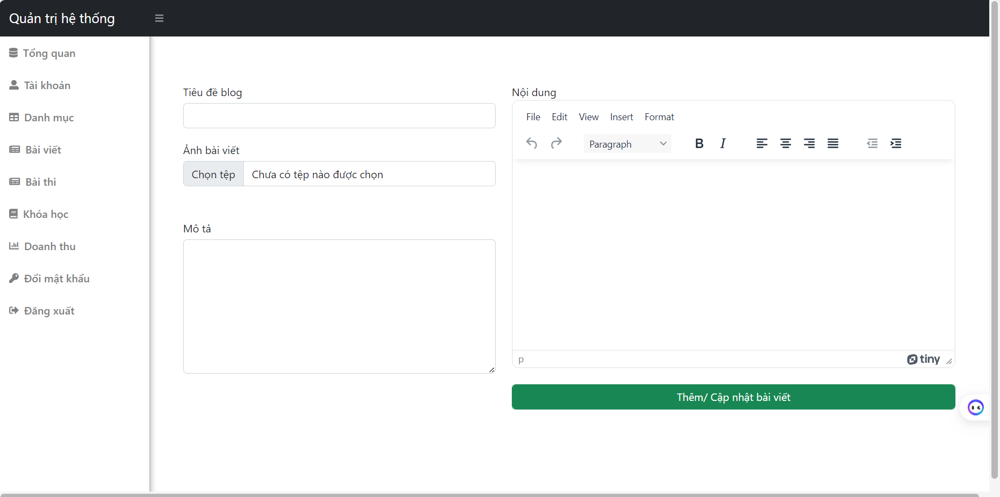 Quản trị hệ thống
Tổng quan
Tài khoản
Danh mục
Bài viết
Bài thi
Khóa học
Doanh thu
Đổi mật khẩu
Đăng xuất
Tiêu đề blog
Ảnh bài viết
Chọn tệp Chưa có tệp nào được chọn
Mô tả
Nội dung
File Edit View Insert Format
Paragraph B I
p tiny
Thêm/ Cập nhật bài viết